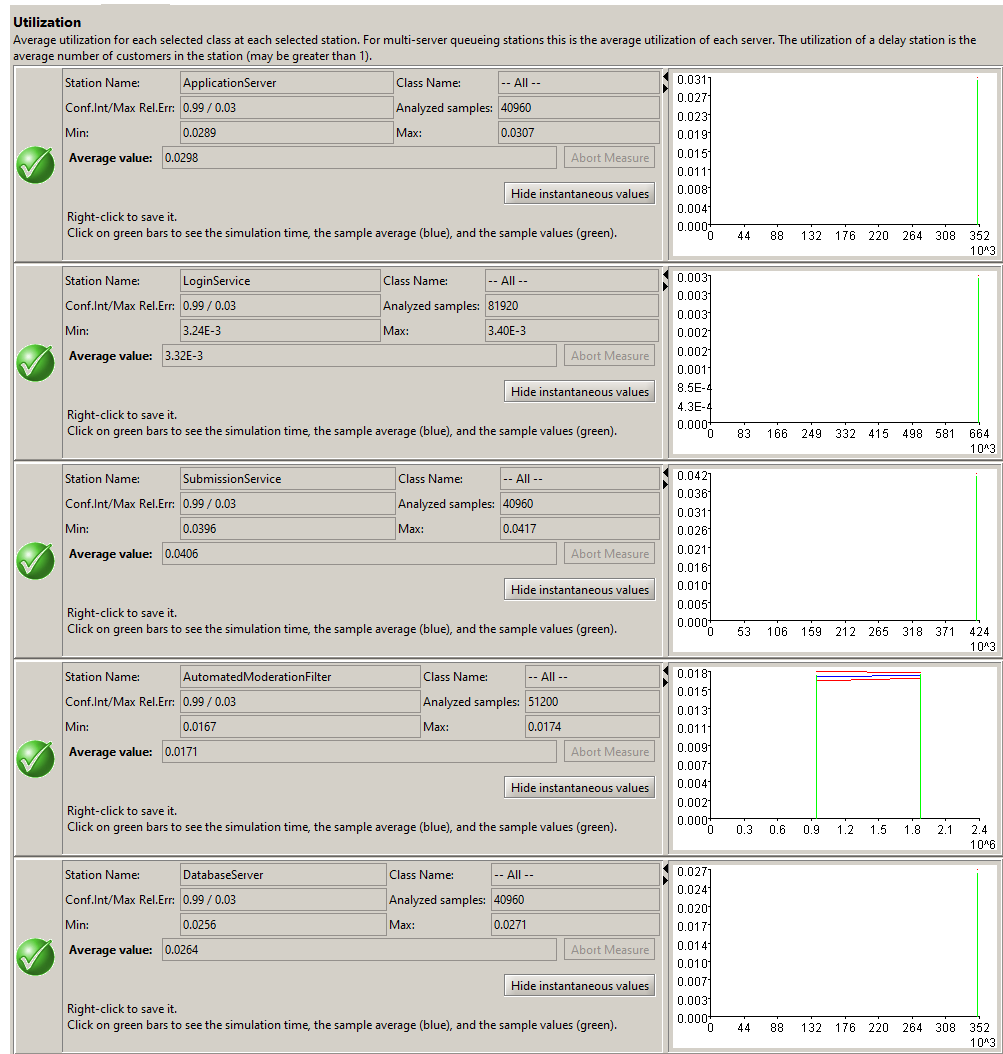 Utilization
Average utilization for each selected class at each selected station. For multi-server queueing stations this is the average utilization of each server. The utilization of a delay station is the
average number of customers in the station (may be greater than 1).
Station Name: ApplicationServer Class Name: -- All --
Conf.Int/Max Rel.Err: 0.99 / 0.03 Analyzed samples: 40960
Min: 0.0289 Max: 0.0307
Average value: 0.0298 Abort Measure
Hide instantaneous values
Right-click to save it.
Click on green bars to see the simulation time, the sample average (blue), and the sample values (green).
0.031
0.027
0.023
0.019
0.015
0.011
0.008
0.004
0.000
0 44 88 132 176 220 264 308 352
10^3
Station Name: LoginService Class Name: -- All --
Conf.Int/Max Rel.Err: 0.99 / 0.03 Analyzed samples: 81920
Min: 3.24E-3 Max: 3.40E-3
Average value: 3.32E-3 Abort Measure
Hide instantaneous values
Right-click to save it.
Click on green bars to see the simulation time, the sample average (blue), and the sample values (green).
0.003
0.003
0.003
0.002
0.002
0.001
8.5E-4
4.3E-4
0.000
0 83 166 249 332 415 498 581 664
10^3
Station Name: SubmissionService Class Name: -- All --
Conf.Int/Max Rel.Err: 0.99 / 0.03 Analyzed samples: 40960
Min: 0.0396 Max: 0.0417
Average value: 0.0406 Abort Measure
Hide instantaneous values
Right-click to save it.
Click on green bars to see the simulation time, the sample average (blue), and the sample values (green).
0.042
0.036
0.031
0.026
0.021
0.016
0.010
0.005
0.000
0 53 106 159 212 265 318 371 424
10^3
Station Name: AutomatedModerationFilter Class Name: -- All --
Conf.Int/Max Rel.Err: 0.99 / 0.03 Analyzed samples: 51200
Min: 0.0167 Max: 0.0174
Average value: 0.0171 Abort Measure
Hide instantaneous values
Right-click to save it.
Click on green bars to see the simulation time, the sample average (blue), and the sample values (green).
0.018
0.015
0.013
0.011
0.009
0.007
0.004
0.002
0.000
0 0.3 0.6 0.9 1.2 1.5 1.8 2.1 2.4
10^6
Station Name: DatabaseServer Class Name: -- All --
Conf.Int/Max Rel.Err: 0.99 / 0.03 Analyzed samples: 40960
Min: 0.0256 Max: 0.0271
Average value: 0.0264 Abort Measure
Hide instantaneous values
Right-click to save it.
Click on green bars to see the simulation time, the sample average (blue), and the sample values (green).
0.027
0.024
0.020
0.017
0.014
0.010
0.007
0.003
0.000
0 44 88 132 176 220 264 308 352
10^3